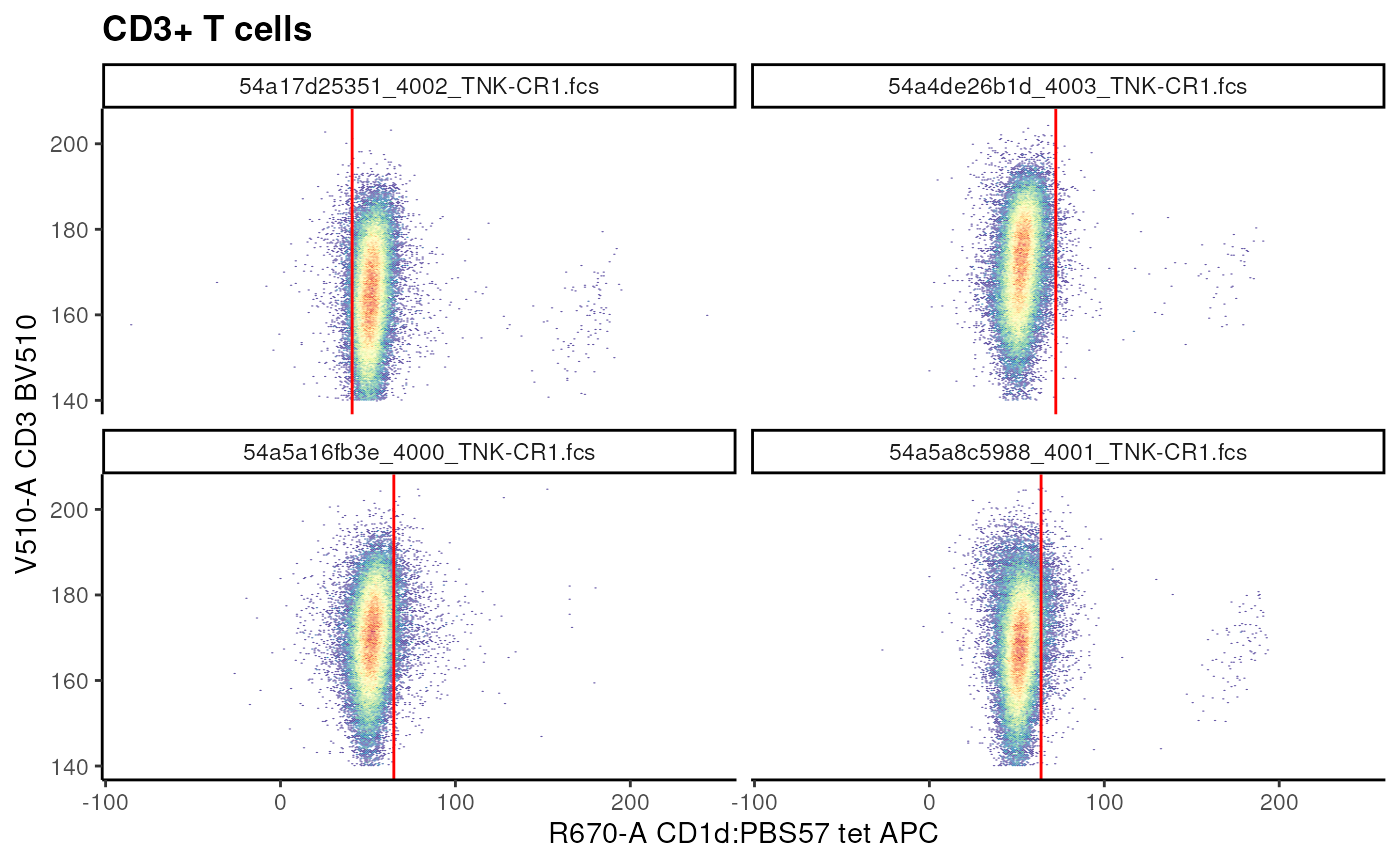 CD3+ T cells
54a17d25351_4002_TNK-CR1.fcs
54a4de26b1d_4003_TNK-CR1.fcs
200
180
160
140
54a5a16fb3e_4000_TNK-CR1.fcs
54a5a8c5988_4001_TNK-CR1.fcs
200
180
160
140
V510-A CD3 BV510
-100 0 100 200 -100 0 100 200
R670-A CD1d:PBS57 tet APC